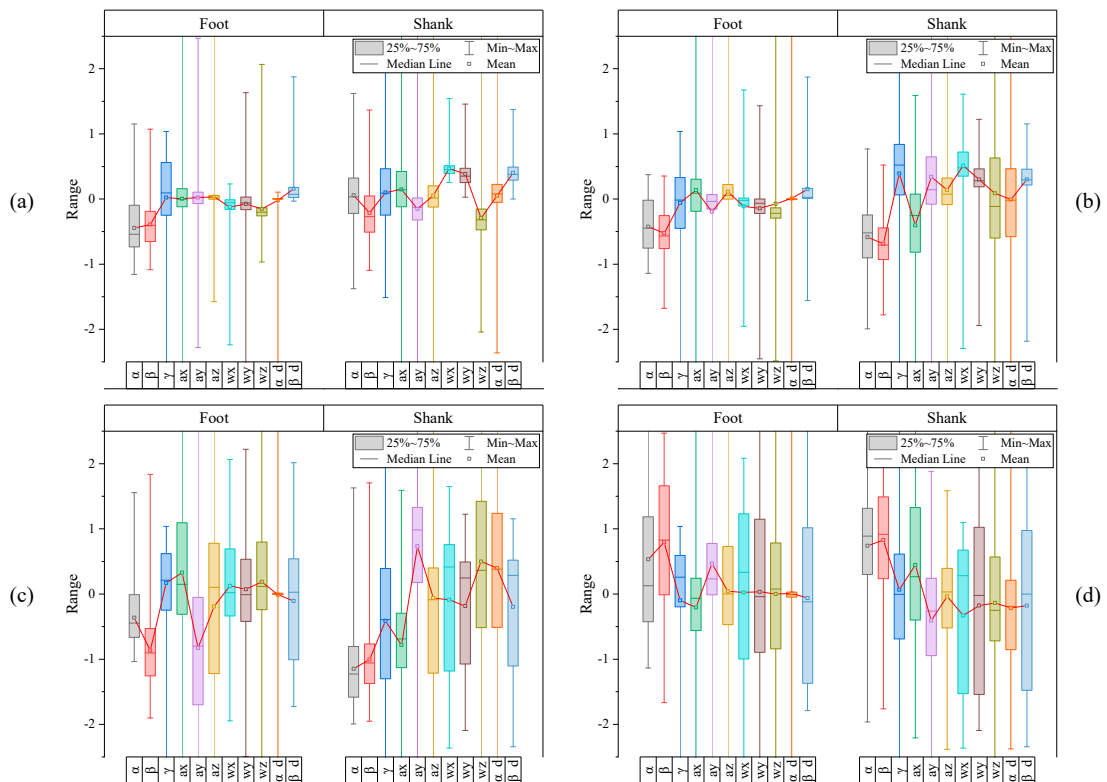 Foot Shank
25%~75% Min~Max
Median Line Mean
2
1
0
-1
-2
Range
(a)
α β γ ax ay az wx wy wz α d β d α β γ ax ay az wx wy wz α d β d
Foot Shank
25%~75% Min~Max
Median Line Mean
2
1
0
-1
-2
Range
(b)
α β γ ax ay az wx wy wz α d β d α β γ ax ay az wx wy wz α d β d
Foot Shank
25%~75% Min~Max
Median Line Mean
2
1
0
-1
-2
Range
(c)
α β γ ax ay az wx wy wz α d β d α β γ ax ay az wx wy wz α d β d
Foot Shank
25%~75% Min~Max
Median Line Mean
2
1
0
-1
-2
Range
(d)
α β γ ax ay az wx wy wz α d β d α β γ ax ay az wx wy wz α d β d